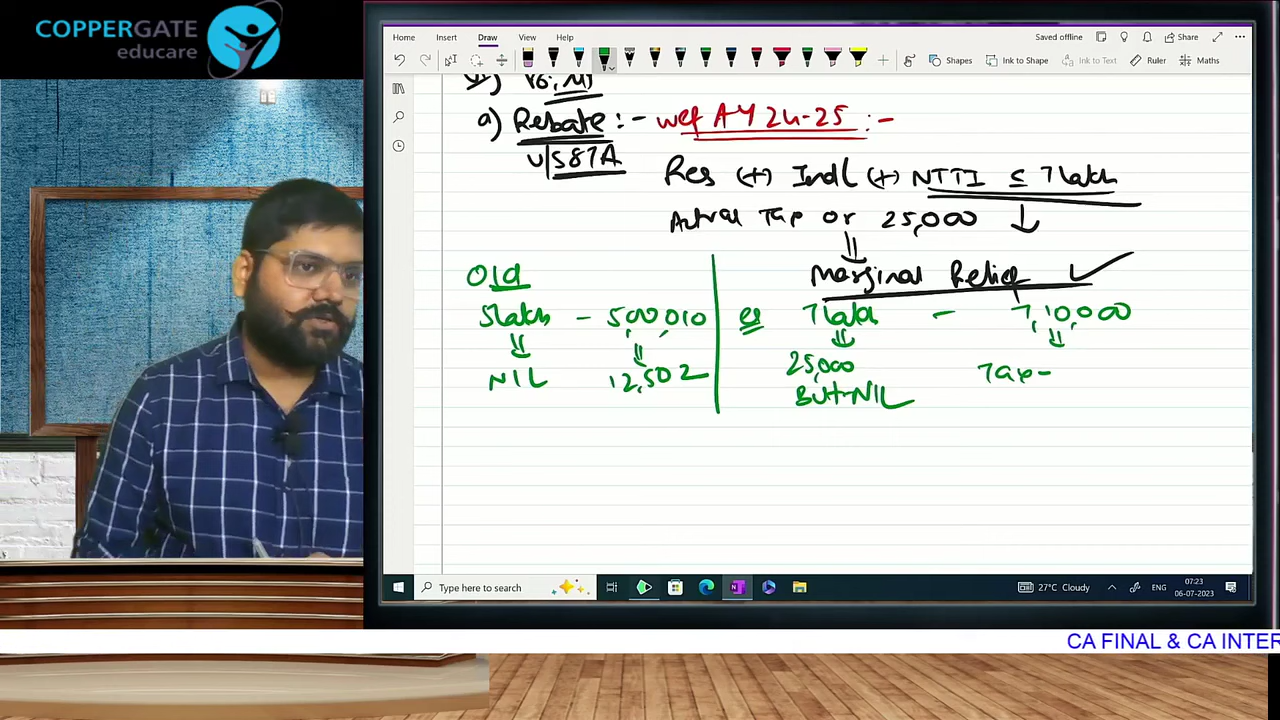 COPPERGATE
educare
Home Insert Draw View Help
Saved offline
Share
Shapes
Ink to Shape
Ink to Text
Ruler
Maths
a) Rebate :- wef AY 24-25 :-
u/s 87A
Res (+) Indl (+) NTTI ≤ 7 lakh
Actual Tax or 25,000 ↓
Marginal Relief ✓
Old
5 lakh - 5,00,010
NIL 12,502
eg 7 lakh - 7,10,000
25,000 Tax -
But NIL
Type here to search
27°C Cloudy
ENG
07:23
06-07-2023
CA FINAL & CA INTER